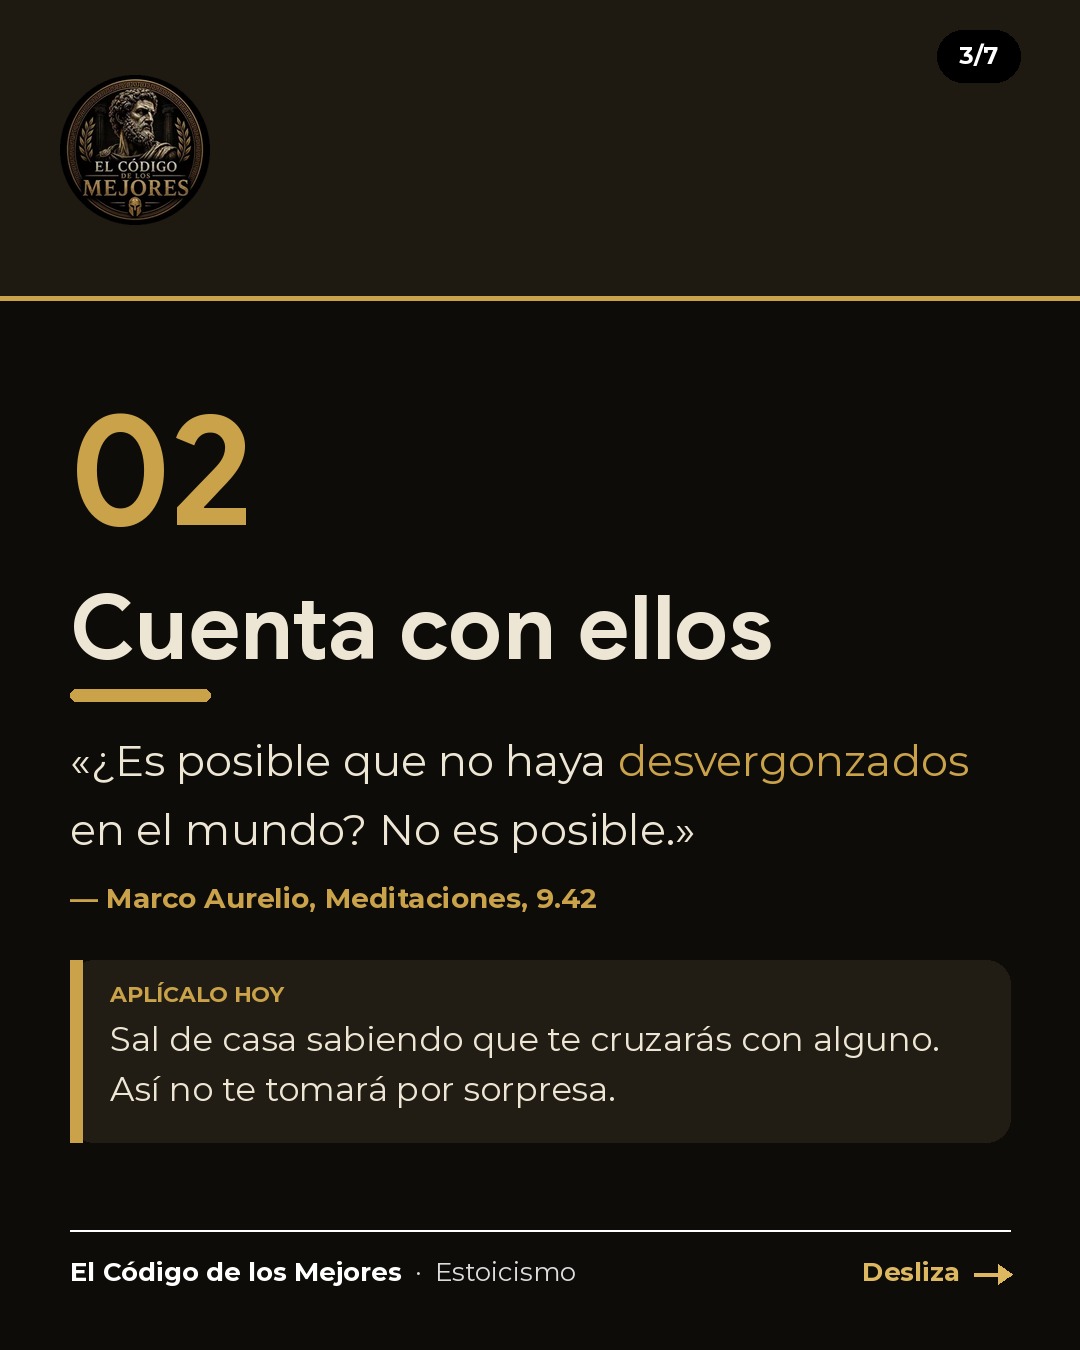 3/7
EL CÓDIGO
DE LOS
MEJORES
02
Cuenta con ellos
«¿Es posible que no haya desvergonzados
en el mundo? No es posible.»
— Marco Aurelio, Meditaciones, 9.42
APLÍCALO HOY
Sal de casa sabiendo que te cruzarás con alguno.
Así no te tomará por sorpresa.
El Código de los Mejores · Estoicismo
Desliza